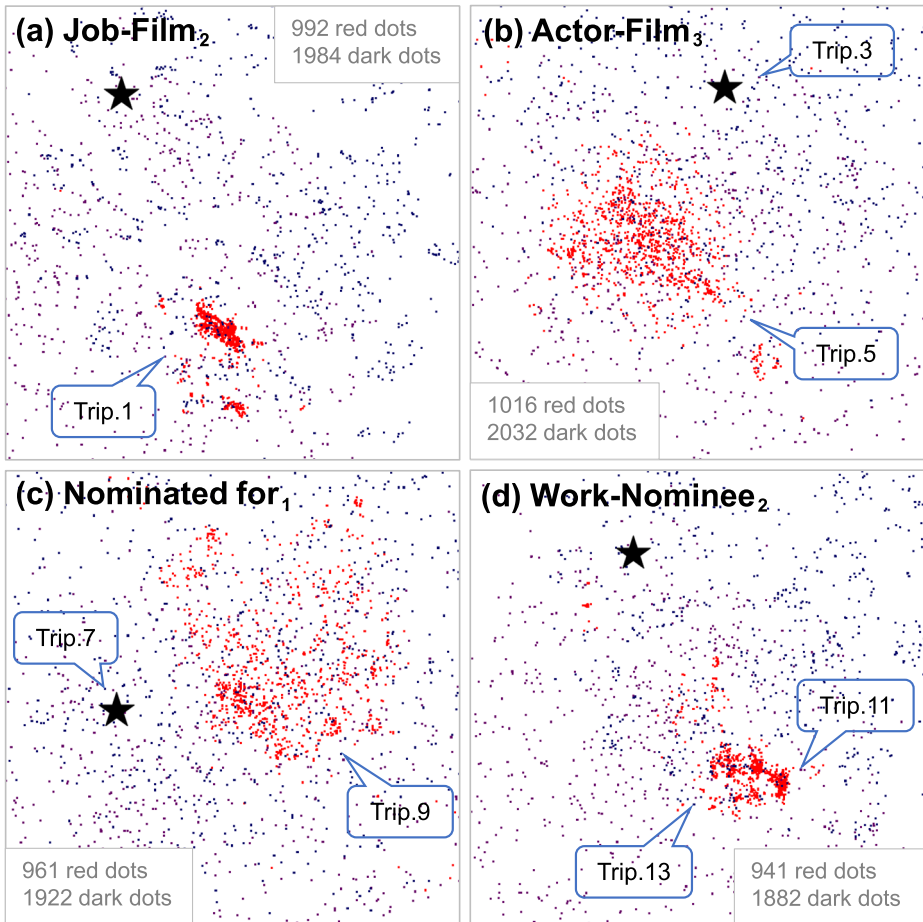 (a) Job-Film₂
992 red dots
1984 dark dots
Trip.1
(b) Actor-Film₃
Trip.3
Trip.5
1016 red dots
2032 dark dots
(c) Nominated for₁
Trip.7
Trip.9
961 red dots
1922 dark dots
(d) Work-Nominee₂
Trip.11
Trip.13
941 red dots
1882 dark dots